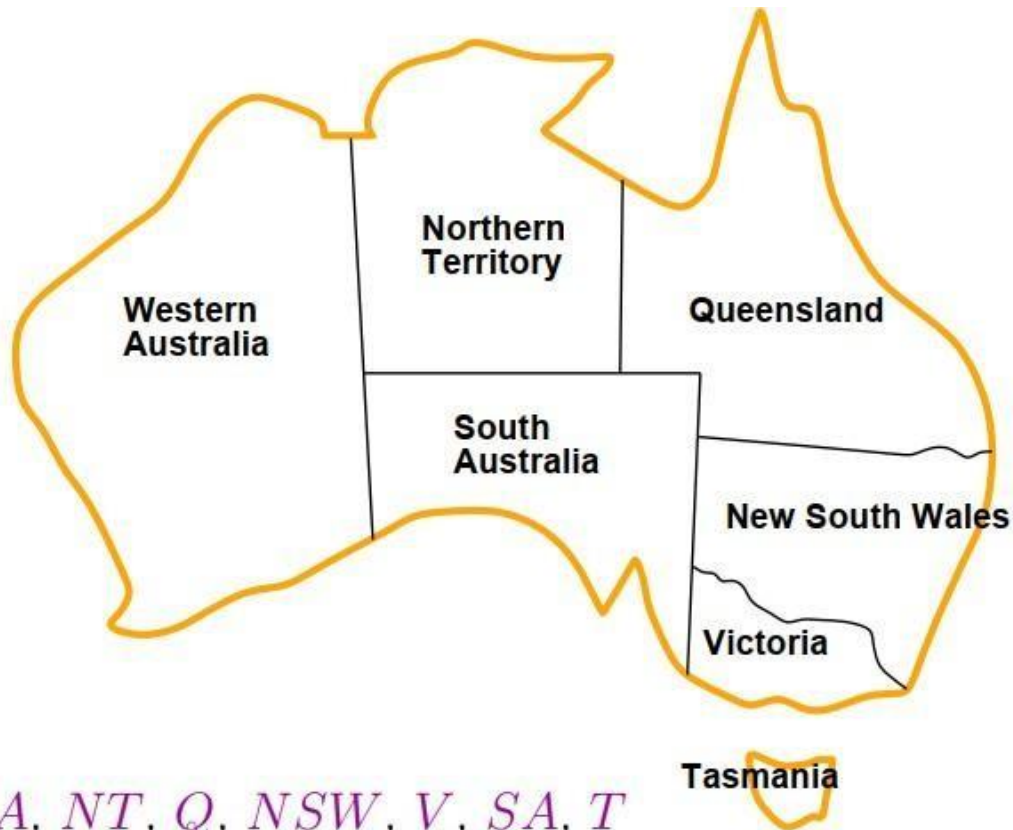 Northern
Territory
Western
Australia
Queensland
South
Australia
New South Wales
Victoria
Tasmania
A, NT, Q, NSW, V, SA, T